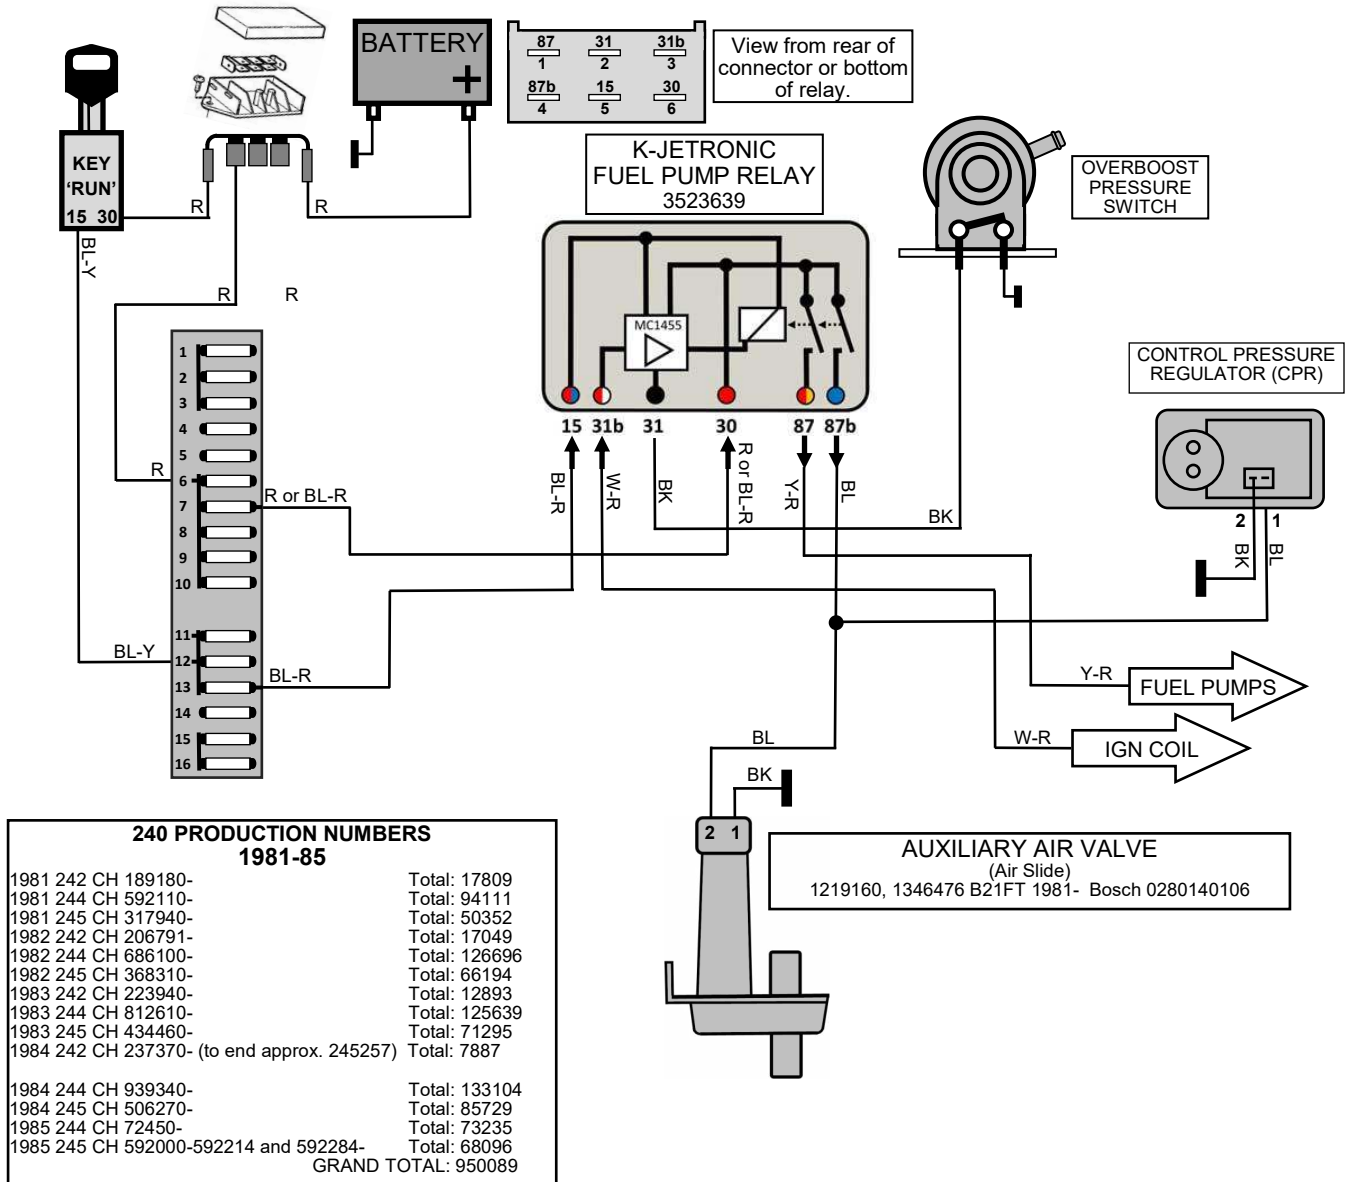 BATTERY
+
87 31 31b
1 2 3
87b 15 30
4 5 6
View from rear of
connector or bottom
of relay.
KEY
'RUN'
15 30
R
R
BL-Y
R
R
K-JETRONIC
FUEL PUMP RELAY
3523639
OVERBOOST
PRESSURE
SWITCH
MC1455
15 31b 31 30 87 87b
BL-R
W-R
BK
R or BL-R
Y-R
BL
BK
CONTROL PRESSURE
REGULATOR (CPR)
2 1
BK
BL
1
2
3
4
5
6
7
8
9
10
11
12
13
14
15
16
R
R or BL-R
BL-Y
BL-R
Y-R
FUEL PUMPS
W-R
IGN COIL
BL
BK
2 1
AUXILIARY AIR VALVE
(Air Slide)
1219160, 1346476 B21FT 1981- Bosch 0280140106
240 PRODUCTION NUMBERS
1981-85
1981 242 CH 189180- Total: 17809
1981 244 CH 592110- Total: 94111
1981 245 CH 317940- Total: 50352
1982 242 CH 206791- Total: 17049
1982 244 CH 686100- Total: 126696
1982 245 CH 368310- Total: 66194
1983 242 CH 223940- Total: 12893
1983 244 CH 812610- Total: 125639
1983 245 CH 434460- Total: 71295
1984 242 CH 237370- (to end approx. 245257) Total: 7887
1984 244 CH 939340- Total: 133104
1984 245 CH 506270- Total: 85729
1985 244 CH 72450- Total: 73235
1985 245 CH 592000-592214 and 592284- Total: 68096
GRAND TOTAL: 950089